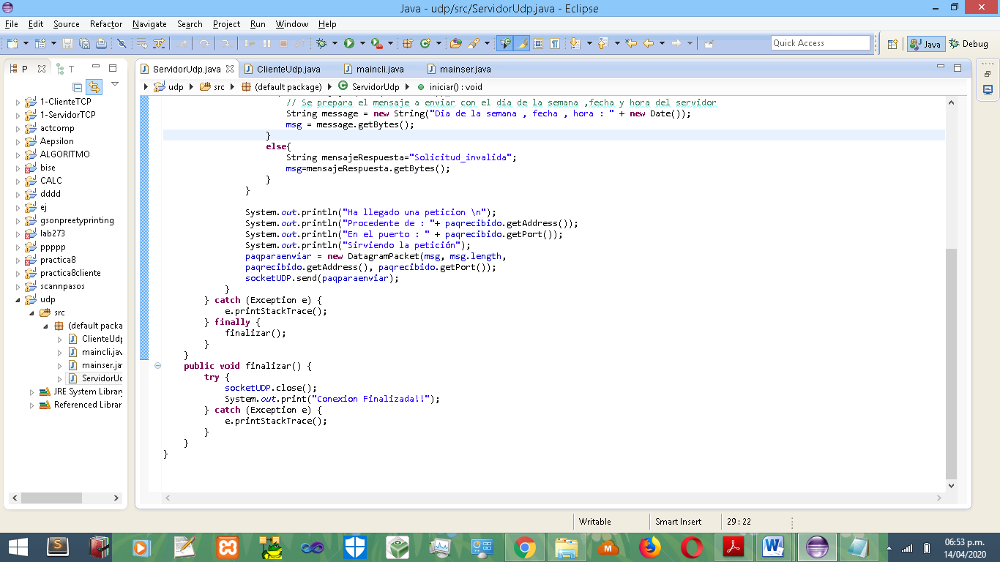 Java - udp/src/ServidorUdp.java - Eclipse
File Edit Source Refactor Navigate Search Project Run Window Help
Quick Access
Java
Debug
P
T
ServidorUdp.java
ClienteUdp.java
maincli.java
mainser.java
udp
src
(default package)
ServidorUdp
iniciar() : void
1-ClienteTCP
1-ServidorTCP
actcomp
Aepsilon
ALGORITMO
bise
CALC
dddd
ej
gsonpreetyprinting
lab273
ppppp
practica8
practica8cliente
scannpasos
udp
src
(default packa
ClienteUdp
maincli.jav
mainser.ja
ServidorUd
JRE System Library
Referenced Librar
// Se prepara el mensaje a enviar con el dia de la semana ,fecha y hora del servidor
String message = new String("Dia de la semana , fecha , hora : " + new Date());
msg = message.getBytes();
}
else{
String mensajeRespuesta="Solicitud_invalida";
msg=mensajeRespuesta.getBytes();
}
}
System.out.println("Ha llegado una peticion \n");
System.out.println("Procedente de : "+ paqrecibido.getAddress());
System.out.println("En el puerto : " + paqrecibido.getPort());
System.out.println("Sirviendo la petición");
paqparaenviar = new DatagramPacket(msg, msg.length,
paqrecibido.getAddress(), paqrecibido.getPort());
socketUDP.send(paqparaenviar);
}
} catch (Exception e) {
e.printStackTrace();
} finally {
finalizar();
}
}
public void finalizar() {
try {
socketUDP.close();
System.out.print("Conexion Finalizada!!");
} catch (Exception e) {
e.printStackTrace();
}
}
}
Writable
Smart Insert
29 : 22
06:53 p.m.
14/04/2020